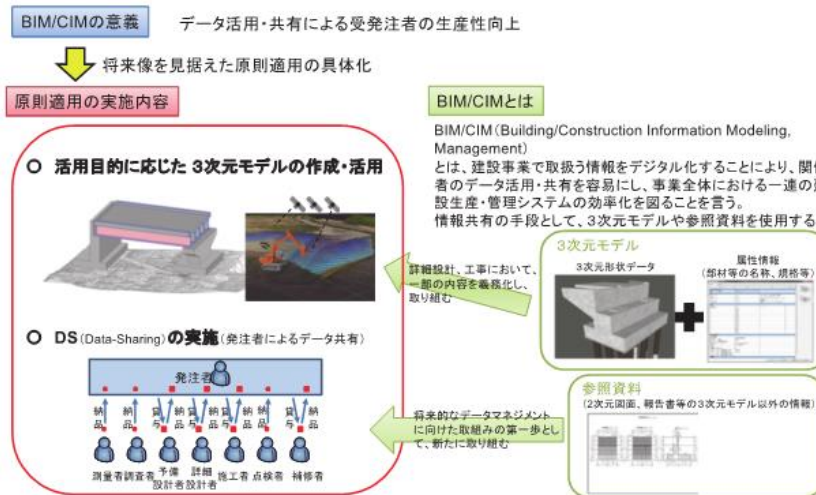 BIM/CIMの意義
データ活用・共有による受発注者の生産性向上
将来像を見据えた原則適用の具体化
原則適用の実施内容
○ 活用目的に応じた 3次元モデルの作成・活用
○ DS(Data-Sharing)の実施(発注者によるデータ共有)
発注者
納品
納品
貸与
納品
貸与
納品
貸与
納品
納品
貸与
納品
測量者
調査者
予備
設計者
詳細
設計者
施工者
点検者
補修者
BIM/CIMとは
BIM/CIM(Building/Construction Information Modeling,
Management)
とは、建設事業で取扱う情報をデジタル化することにより、関係
者のデータ活用・共有を容易にし、事業全体における一連の建
設生産・管理システムの効率化を図ることを言う。
情報共有の手段として、3次元モデルや参照資料を使用する
詳細設計、工事において、
一部の内容を義務化し、
取り組む
3次元モデル
3次元形状データ
属性情報
(部材等の名称、規格等)
将来的なデータマネジメント
に向けた取組みの第一歩とし
て、新たに取り組む
参照資料
(2次元図面、報告書等の3次元モデル以外の情報)